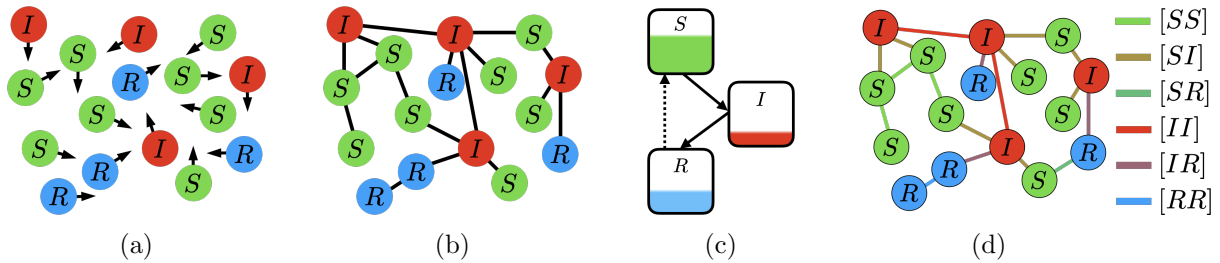 I S S I S R S I S S S R I S R R S
I S S I R S S I S S S I R R R S
S I R
I S S I R S S I S S S I R R R S
[SS]
[SI]
[SR]
[II]
[IR]
[RR]
(a) (b) (c) (d)